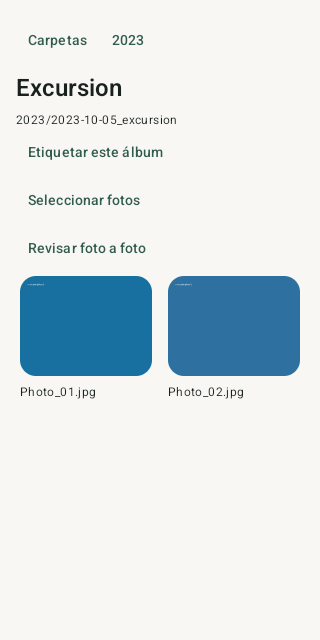 Carpetas 2023
Excursion
2023/2023-10-05_excursion
Etiquetar este álbum
Seleccionar fotos
Revisar foto a foto
Photo_01.jpg Photo_02.jpg